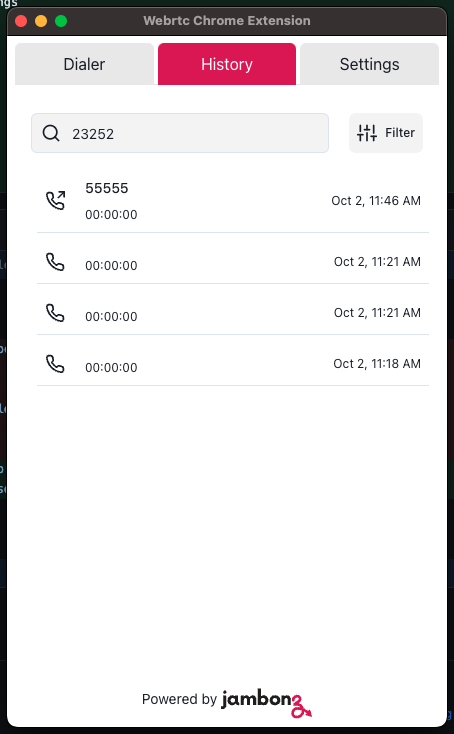 Webrtc Chrome Extension
Dialer
History
Settings
23252
Filter
55555
00:00:00
Oct 2, 11:46 AM
00:00:00
Oct 2, 11:21 AM
00:00:00
Oct 2, 11:21 AM
00:00:00
Oct 2, 11:18 AM
Powered by jambonz